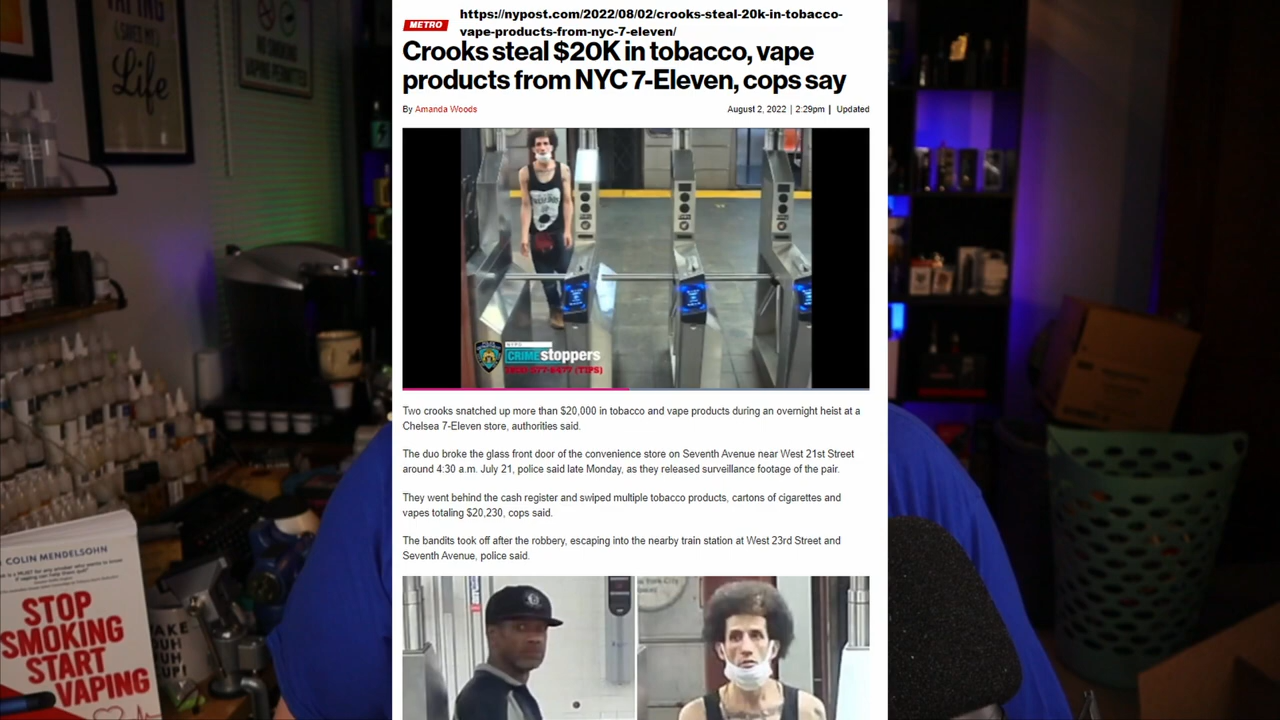 METRO
https://nypost.com/2022/08/02/crooks-steal-20k-in-tobacco-
vape-products-from-nyc-7-eleven/
Crooks steal $20K in tobacco, vape
products from NYC 7-Eleven, cops say
By Amanda Woods
August 2, 2022 | 2:29pm | Updated
CRIMEstoppers
(TIPS)
Two crooks snatched up more than $20,000 in tobacco and vape products during an overnight heist at a
Chelsea 7-Eleven store, authorities said.
The duo broke the glass front door of the convenience store on Seventh Avenue near West 21st Street
around 4:30 a.m. July 21, police said late Monday, as they released surveillance footage of the pair.
They went behind the cash register and swiped multiple tobacco products, cartons of cigarettes and
vapes totaling $20,230, cops said.
The bandits took off after the robbery, escaping into the nearby train station at West 23rd Street and
Seventh Avenue, police said.
Life
COLIN MENDELSOHN
STOP
SMOKING
START
VAPING